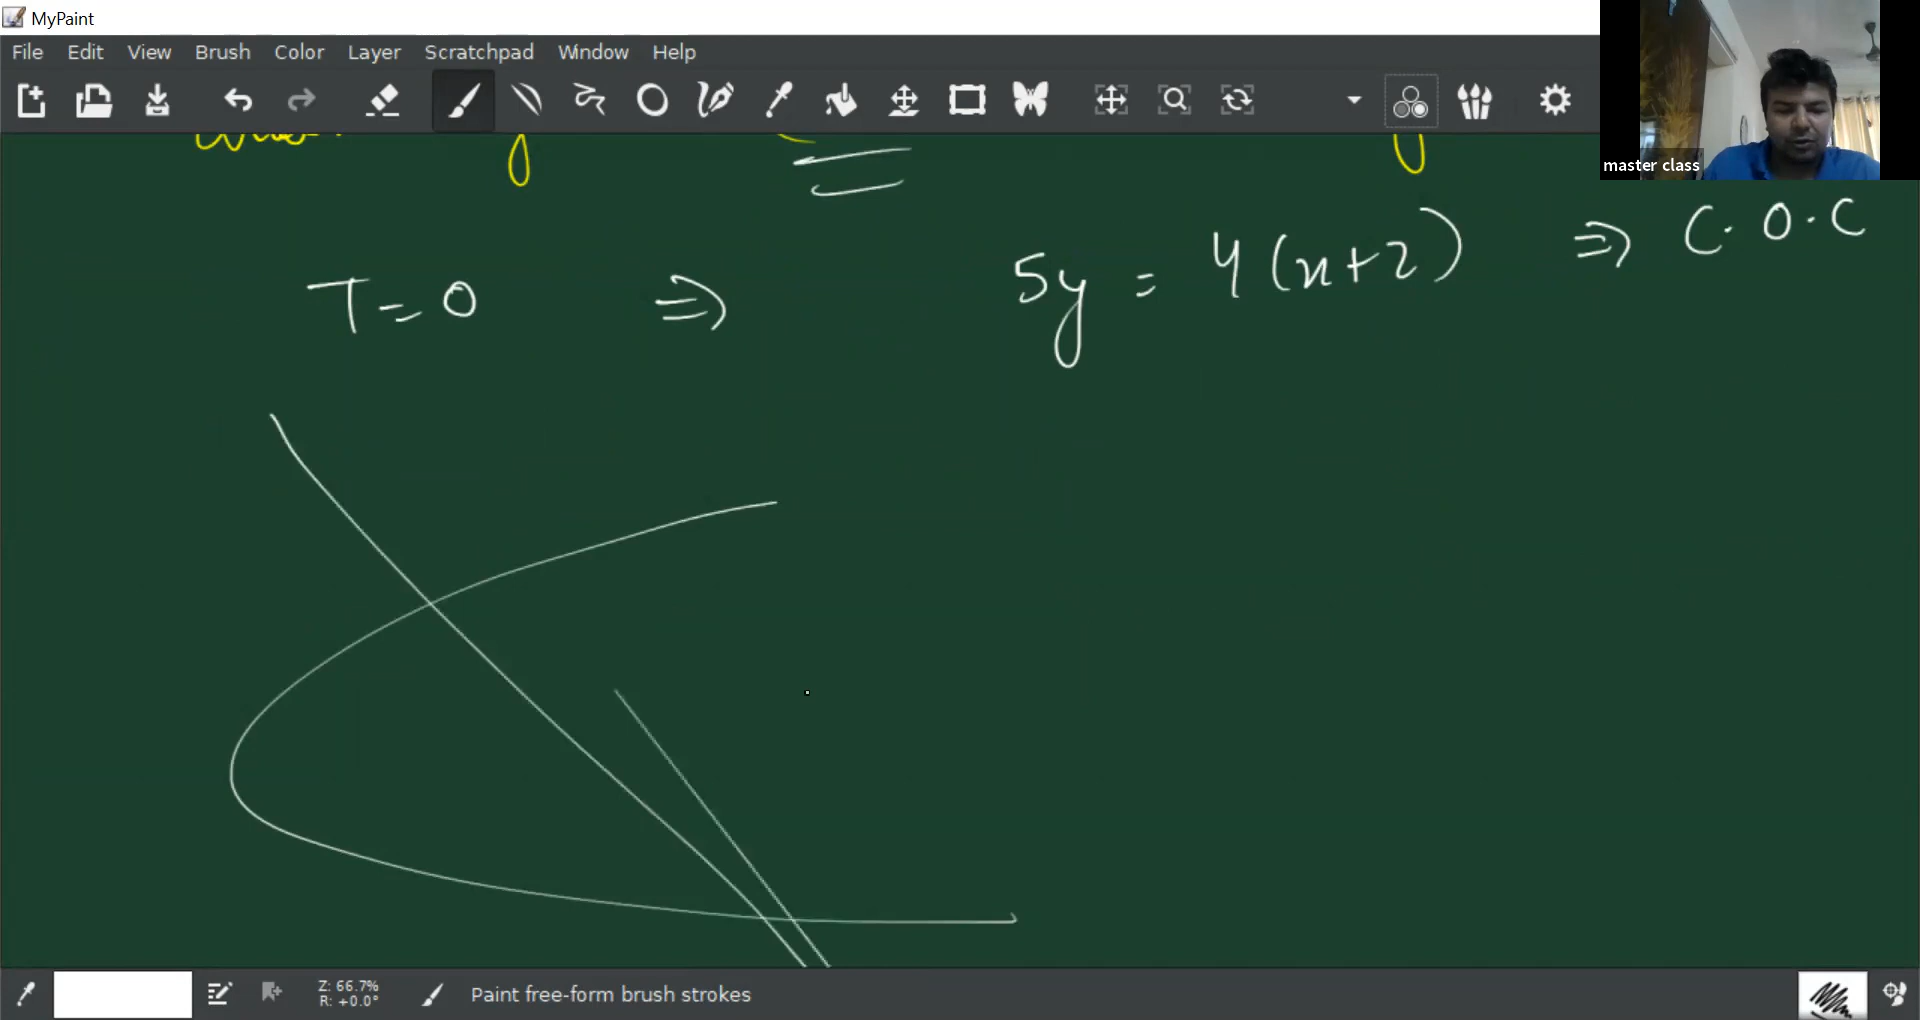 MyPaint
File Edit View Brush Color Layer Scratchpad Window Help
master class
T = 0 ⇒ 5y = 4(x+2) ⇒ C.O.C
Z: 66.7%
R: +0.0°
Paint free-form brush strokes